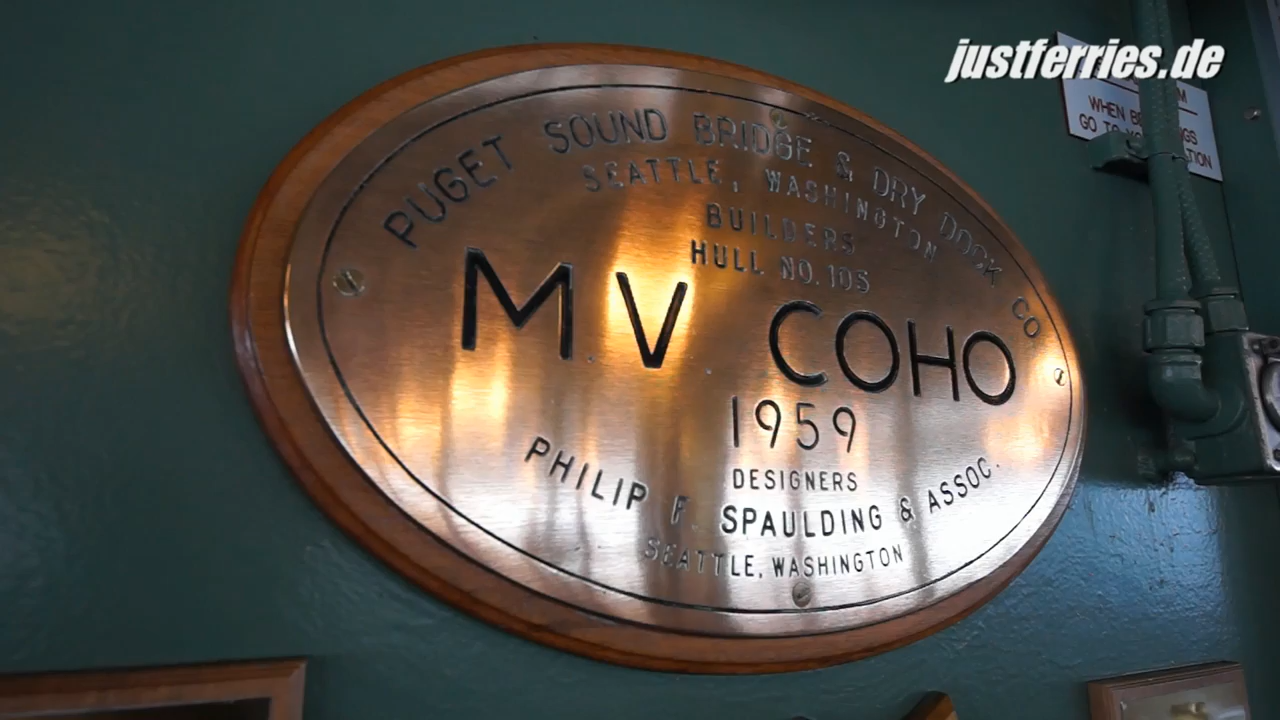 justferries.de
PUGET SOUND BRIDGE & DRY DOCK CO.
SEATTLE, WASHINGTON
BUILDERS
HULL NO. 105
M.V. COHO
1959
DESIGNERS
PHILIP F. SPAULDING & ASSOC.
SEATTLE, WASHINGTON
WHEN
GO TO